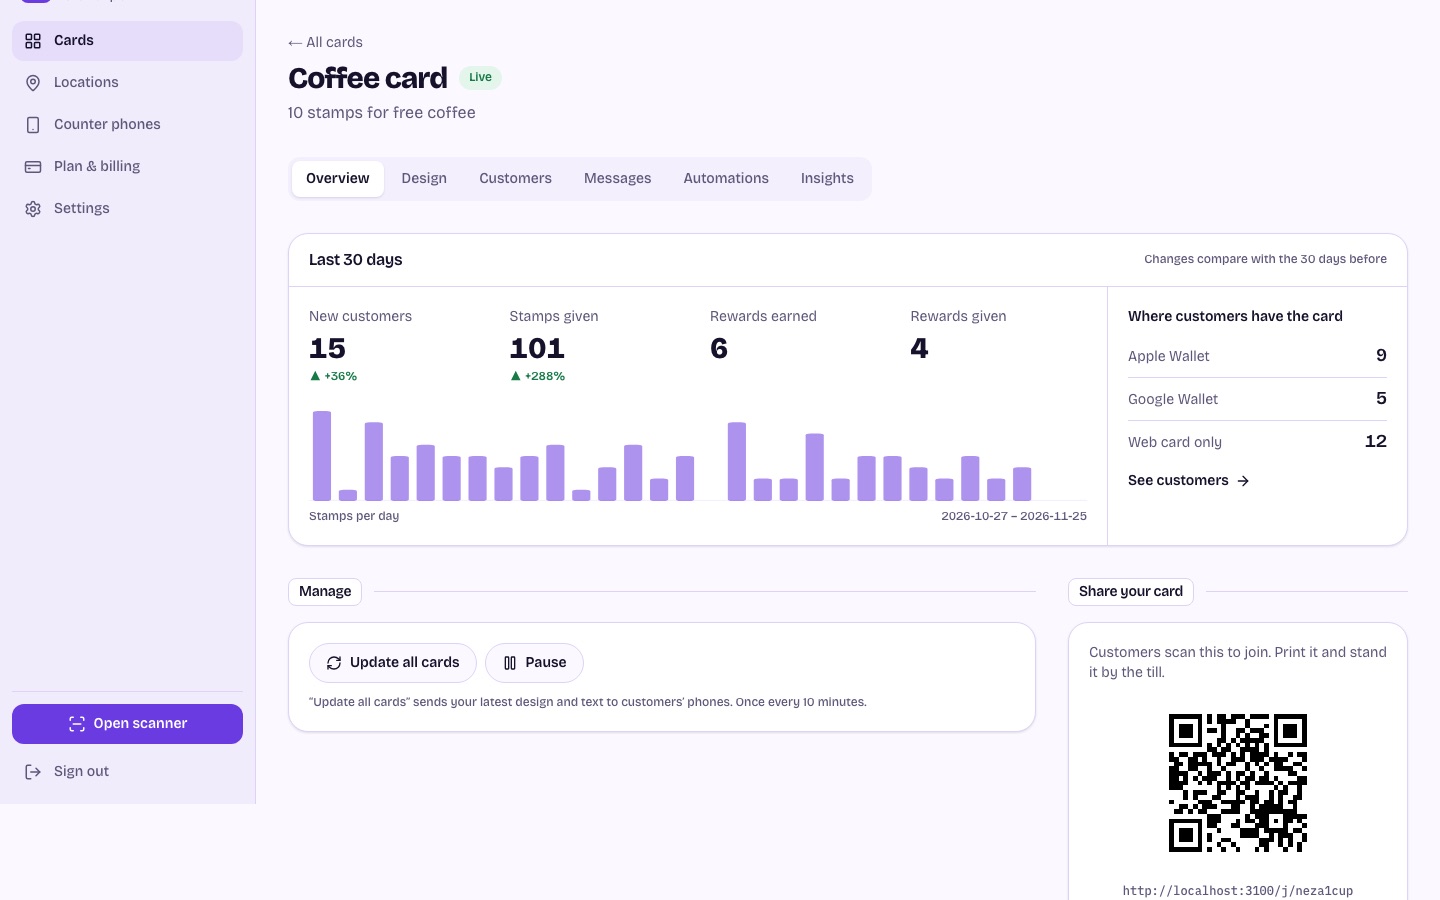 Cards
Locations
Counter phones
Plan & billing
Settings
Open scanner
Sign out
← All cards
Coffee card
Live
10 stamps for free coffee
Overview Design Customers Messages Automations Insights
Last 30 days
Changes compare with the 30 days before
New customers Stamps given Rewards earned Rewards given
15 101 6 4
▲ +36% ▲ +288%
Stamps per day
2026-10-27 – 2026-11-25
Where customers have the card
Apple Wallet 9
Google Wallet 5
Web card only 12
See customers →
Manage
Update all cards Pause
"Update all cards" sends your latest design and text to customers' phones. Once every 10 minutes.
Share your card
Customers scan this to join. Print it and stand
it by the till.
http://localhost:3100/j/neza1cup